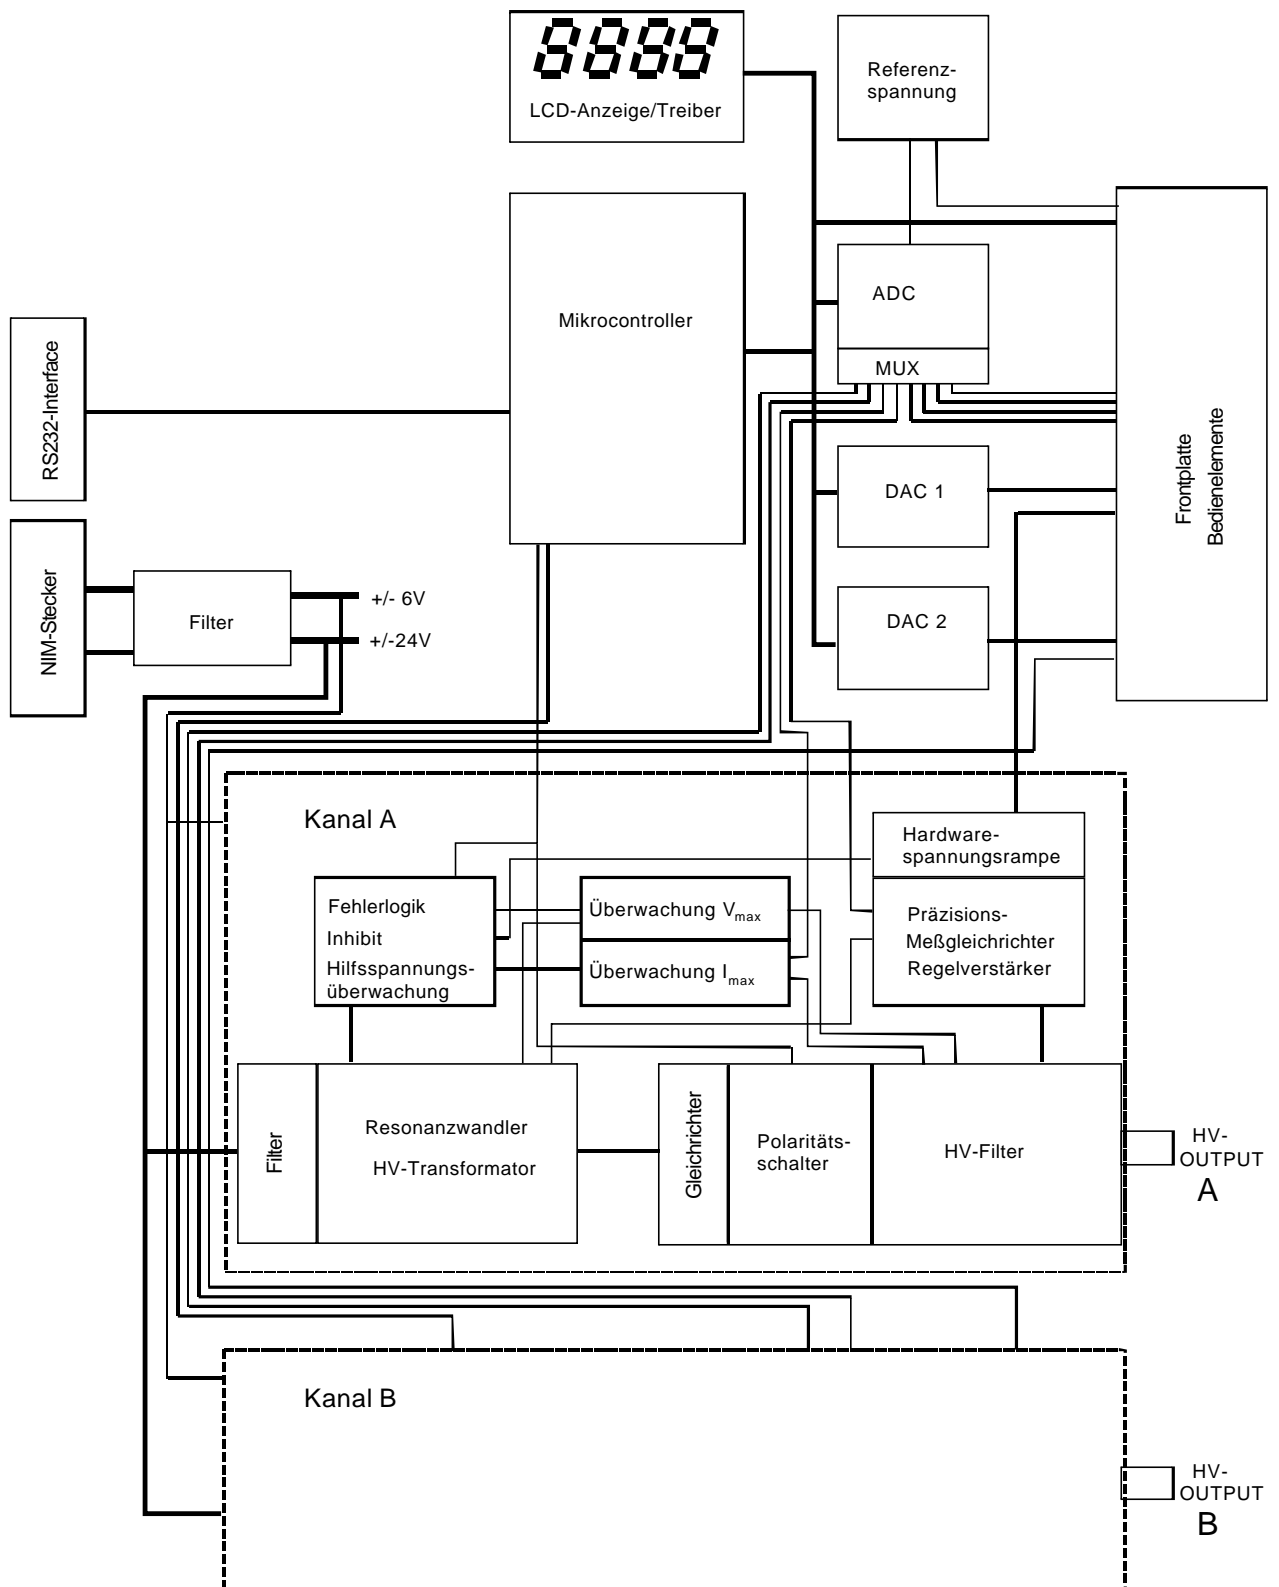 8888
LCD-Anzeige/Treiber
Referenz-
spannung
Mikrocontroller
ADC
MUX
RS232-Interface
DAC 1
Frontplatte
Bedienelemente
NIM-Stecker
Filter
+/- 6V
+/-24V
DAC 2
Kanal A
Hardware-
spannungsrampe
Fehlerlogik
Inhibit
Hilfsspannungs-
überwachung
Überwachung Vmax
Überwachung Imax
Präzisions-
Meßgleichrichter
Regelverstärker
Filter
Resonanzwandler
HV-Transformator
Gleichrichter
Polaritäts-
schalter
HV-Filter
HV-
OUTPUT
A
Kanal B
HV-
OUTPUT
B